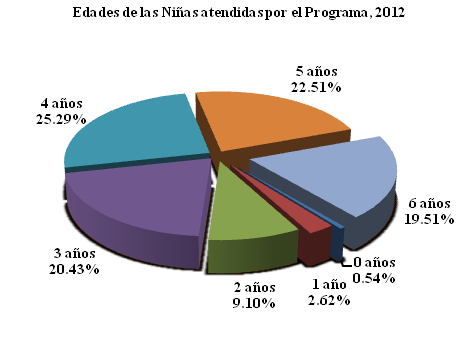 Edades de las Niñas atendidas por el Programa, 2012
5 años
22.51%
4 años
25.29%
6 años
19.51%
3 años
20.43%
0 años
0.54%
2 años
9.10%
1 año
2.62%